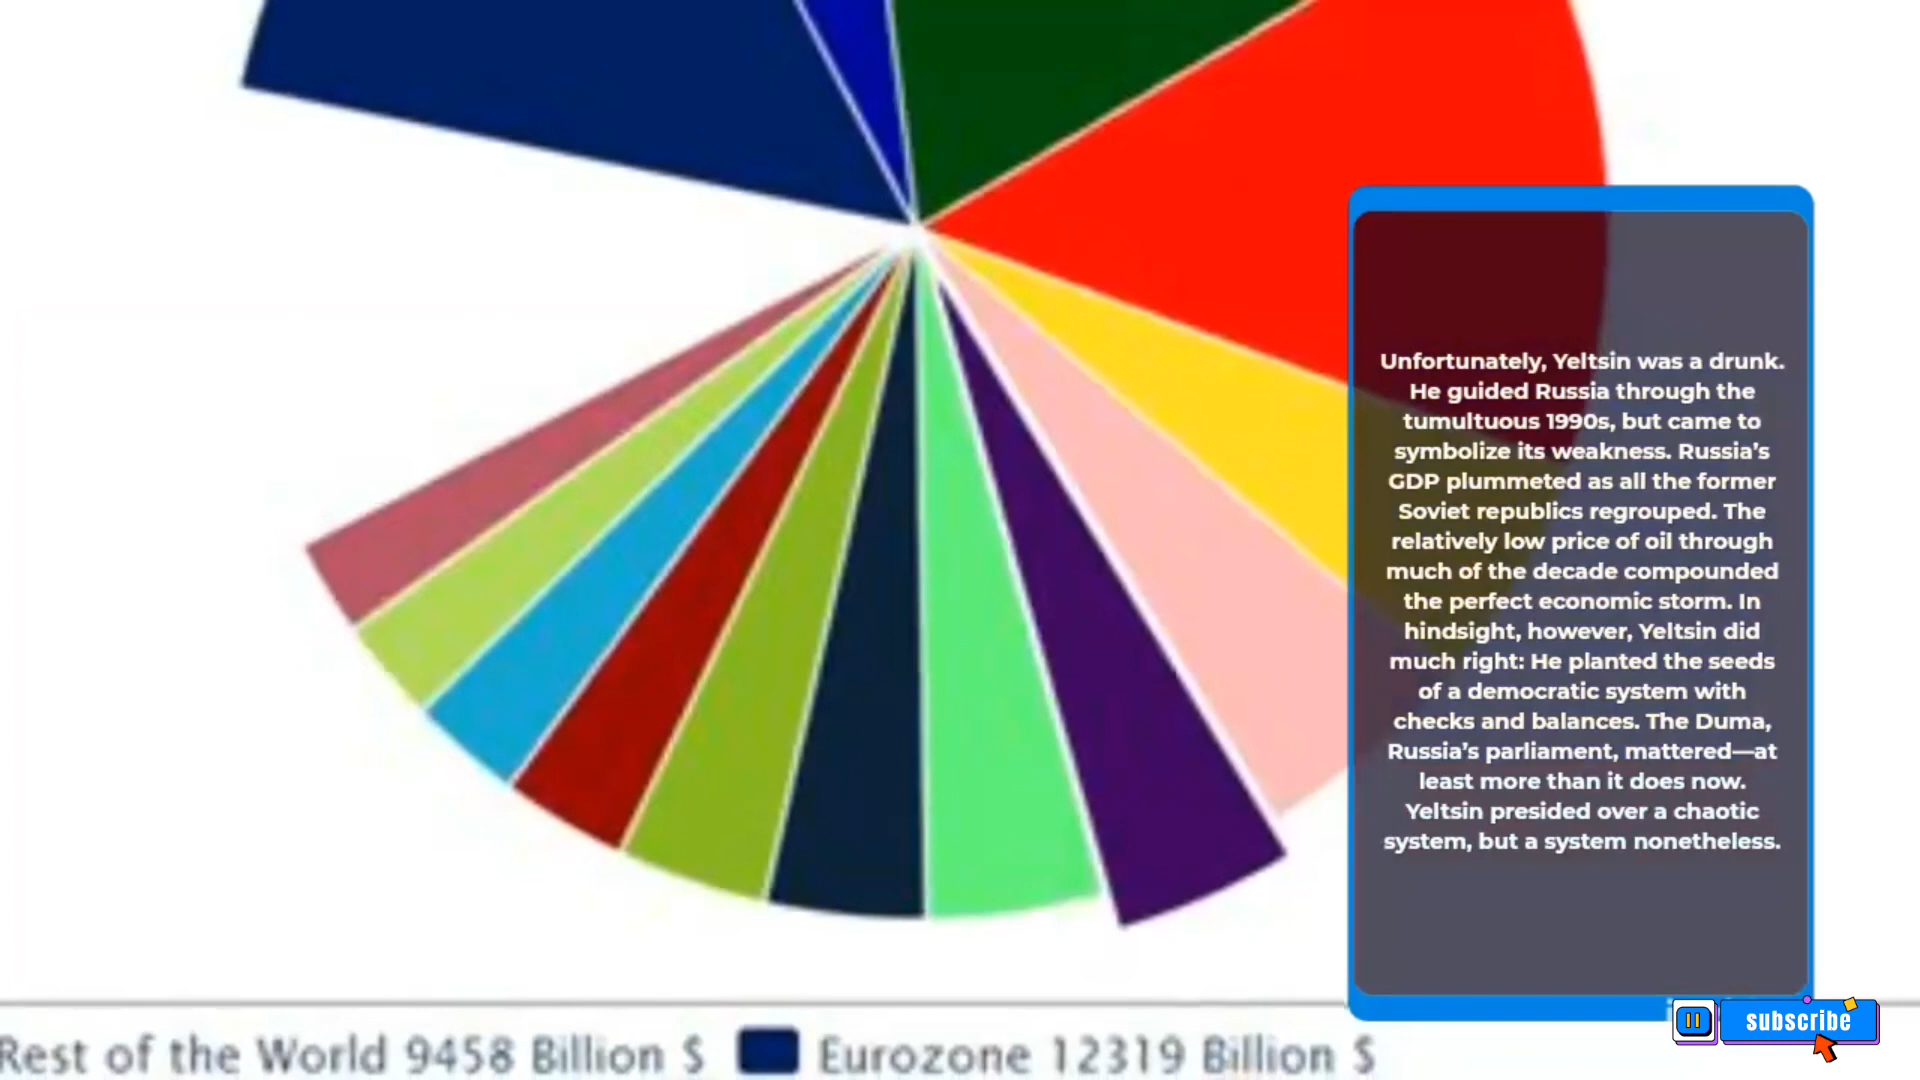 Unfortunately, Yeltsin was a drunk.
He guided Russia through the
tumultuous 1990s, but came to
symbolize its weakness. Russia’s
GDP plummeted as all the former
Soviet republics regrouped. The
relatively low price of oil through
much of the decade compounded
the perfect economic storm. In
hindsight, however, Yeltsin did
much right: He planted the seeds
of a democratic system with
checks and balances. The Duma,
Russia’s parliament, mattered—at
least more than it does now.
Yeltsin presided over a chaotic
system, but a system nonetheless.
subscribe
Rest of the World 9458 Billion $ Eurozone 12319 Billion $